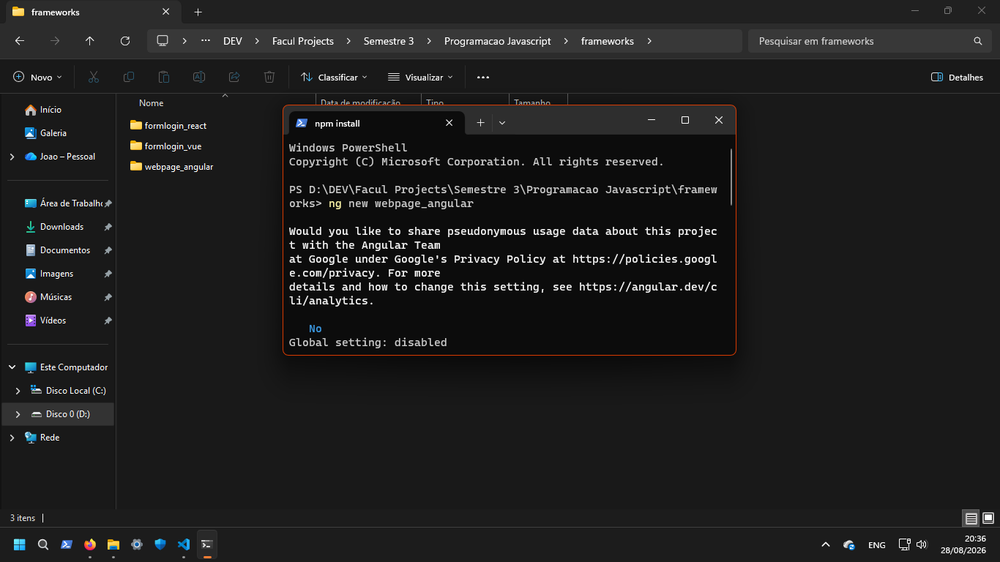 frameworks
DEV
Facul Projects
Semestre 3
Programacao Javascript
frameworks
Pesquisar em frameworks
Novo
Classificar
Visualizar
Detalhes
Início
Galeria
Joao – Pessoal
Área de Trabalho
Downloads
Documentos
Imagens
Músicas
Vídeos
Este Computador
Disco Local (C:)
Disco 0 (D:)
Rede
Nome
Data de modificação
Tipo
Tamanho
formlogin_react
formlogin_vue
webpage_angular
npm install
Windows PowerShell
Copyright (C) Microsoft Corporation. All rights reserved.
PS D:\DEV\Facul Projects\Semestre 3\Programacao Javascript\framew
orks> ng new webpage_angular
Would you like to share pseudonymous usage data about this projec
t with the Angular Team
at Google under Google's Privacy Policy at https://policies.googl
e.com/privacy. For more
details and how to change this setting, see https://angular.dev/c
li/analytics.
No
Global setting: disabled
3 itens
ENG
20:36
28/08/2026